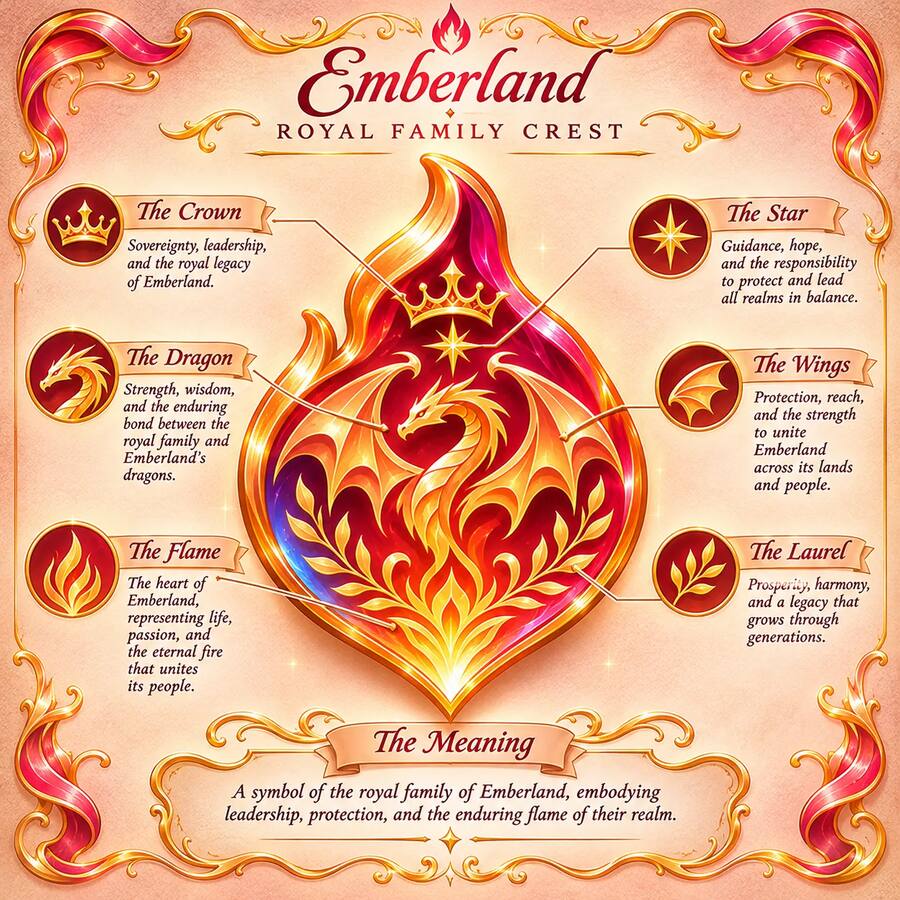 Emberland
ROYAL FAMILY CREST
The Crown
Sovereignty, leadership,
and the royal legacy
of Emberland.
The Star
Guidance, hope,
and the responsibility
to protect and lead
all realms in balance.
The Dragon
Strength, wisdom,
and the enduring
bond between the
royal family and
Emberland's
dragons.
The Wings
Protection, reach,
and the strength
to unite
Emberland
across its lands
and people.
The Flame
The heart of
Emberland,
representing life,
passion, and
the eternal fire
that unites
its people.
The Laurel
Prosperity, harmony,
and a legacy that
grows through
generations.
The Meaning
A symbol of the royal family of Emberland, embodying
leadership, protection, and the enduring flame of their realm.